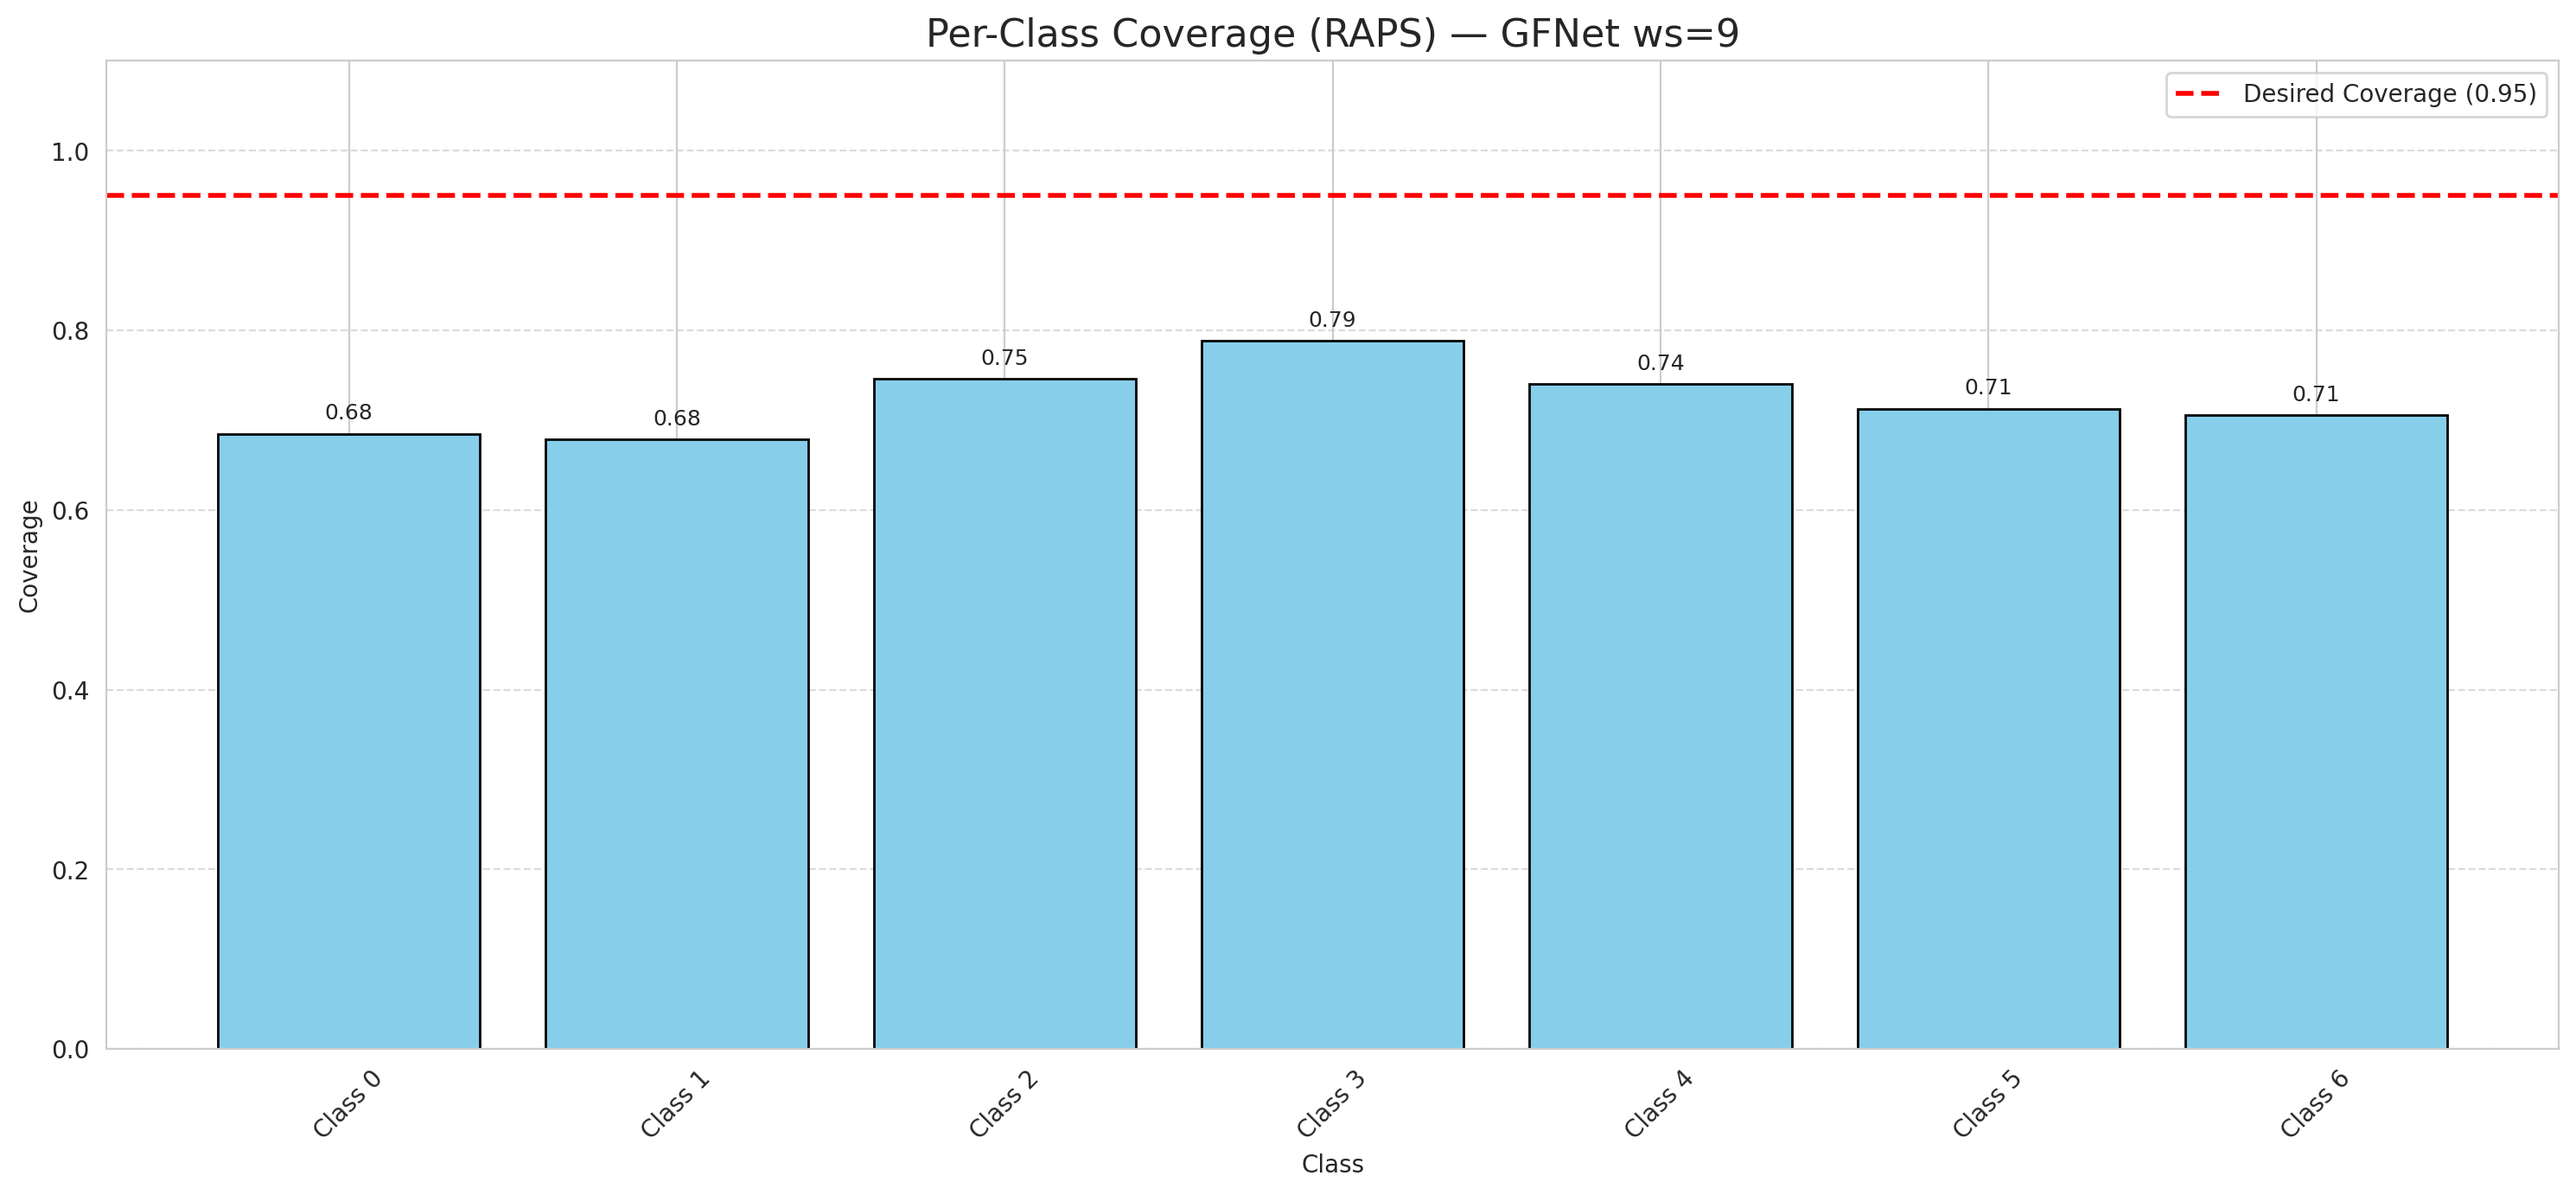 Per-Class Coverage (RAPS) — GFNet ws=9
Desired Coverage (0.95)
Coverage
1.0
0.8
0.6
0.4
0.2
0.0
0.68
0.68
0.75
0.79
0.74
0.71
0.71
Class 0
Class 1
Class 2
Class 3
Class 4
Class 5
Class 6
Class